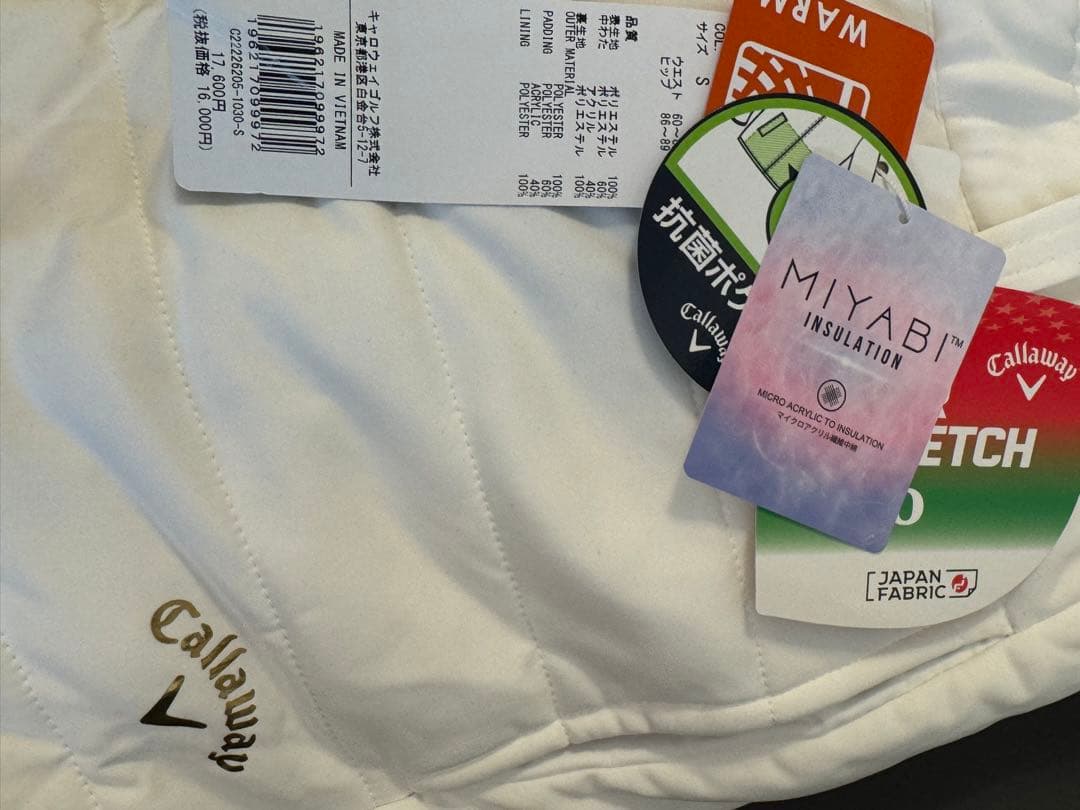 COL.
サイズ S
ウエスト 60~
ヒップ 86~89
品質
表生地 ポリエステル 100%
中わた ポリエステル 60%
アクリル 40%
裏生地 ポリエステル 100%
OUTER MATERIAL POLYESTER 100%
PADDING POLYESTER 60%
ACRYLIC 40%
LINING POLYESTER 100%
キャロウェイゴルフ株式会社
東京都港区白金台5-12-7
MADE IN VIETNAM
196217099972
196217099972
C22226205-1030-S
17,600円
(税抜価格 16,000円)
WARM
抗菌ポケ
Callaway
MIYABI™
INSULATION
MICRO ACRYLIC TO INSULATION
マイクロアクリル繊維中綿
Callaway
ETCH
O
JAPAN
FABRIC
Callaway